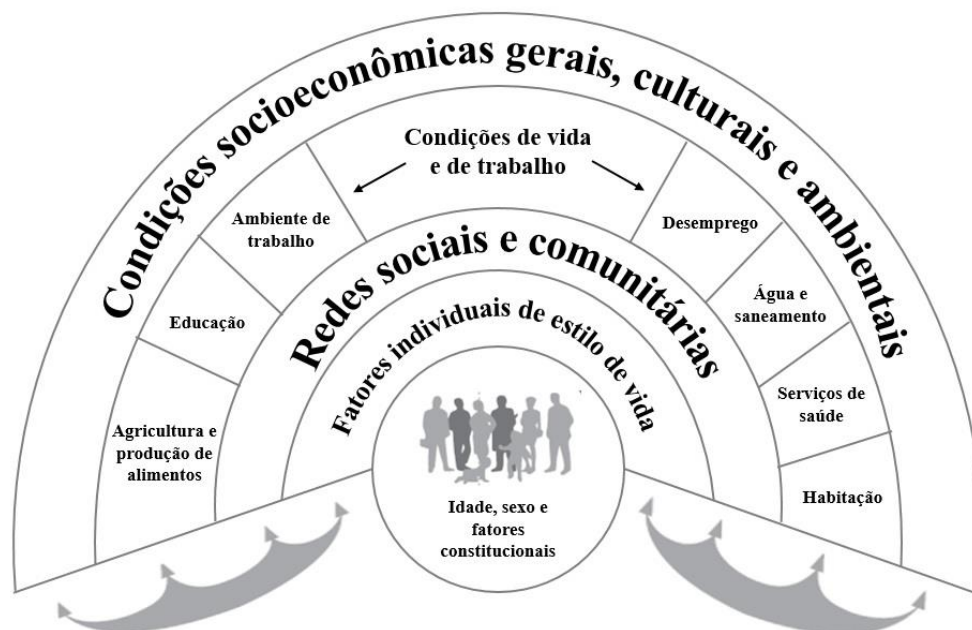 Condições socioeconômicas gerais, culturais e ambientais
Condições de vida
e de trabalho
Ambiente de
trabalho
Desemprego
Redes sociais e comunitárias
Educação
Água e
saneamento
Fatores individuais de estilo de vida
Agricultura e
produção de
alimentos
Serviços de
saúde
Habitação
Idade, sexo e
fatores
constitucionais